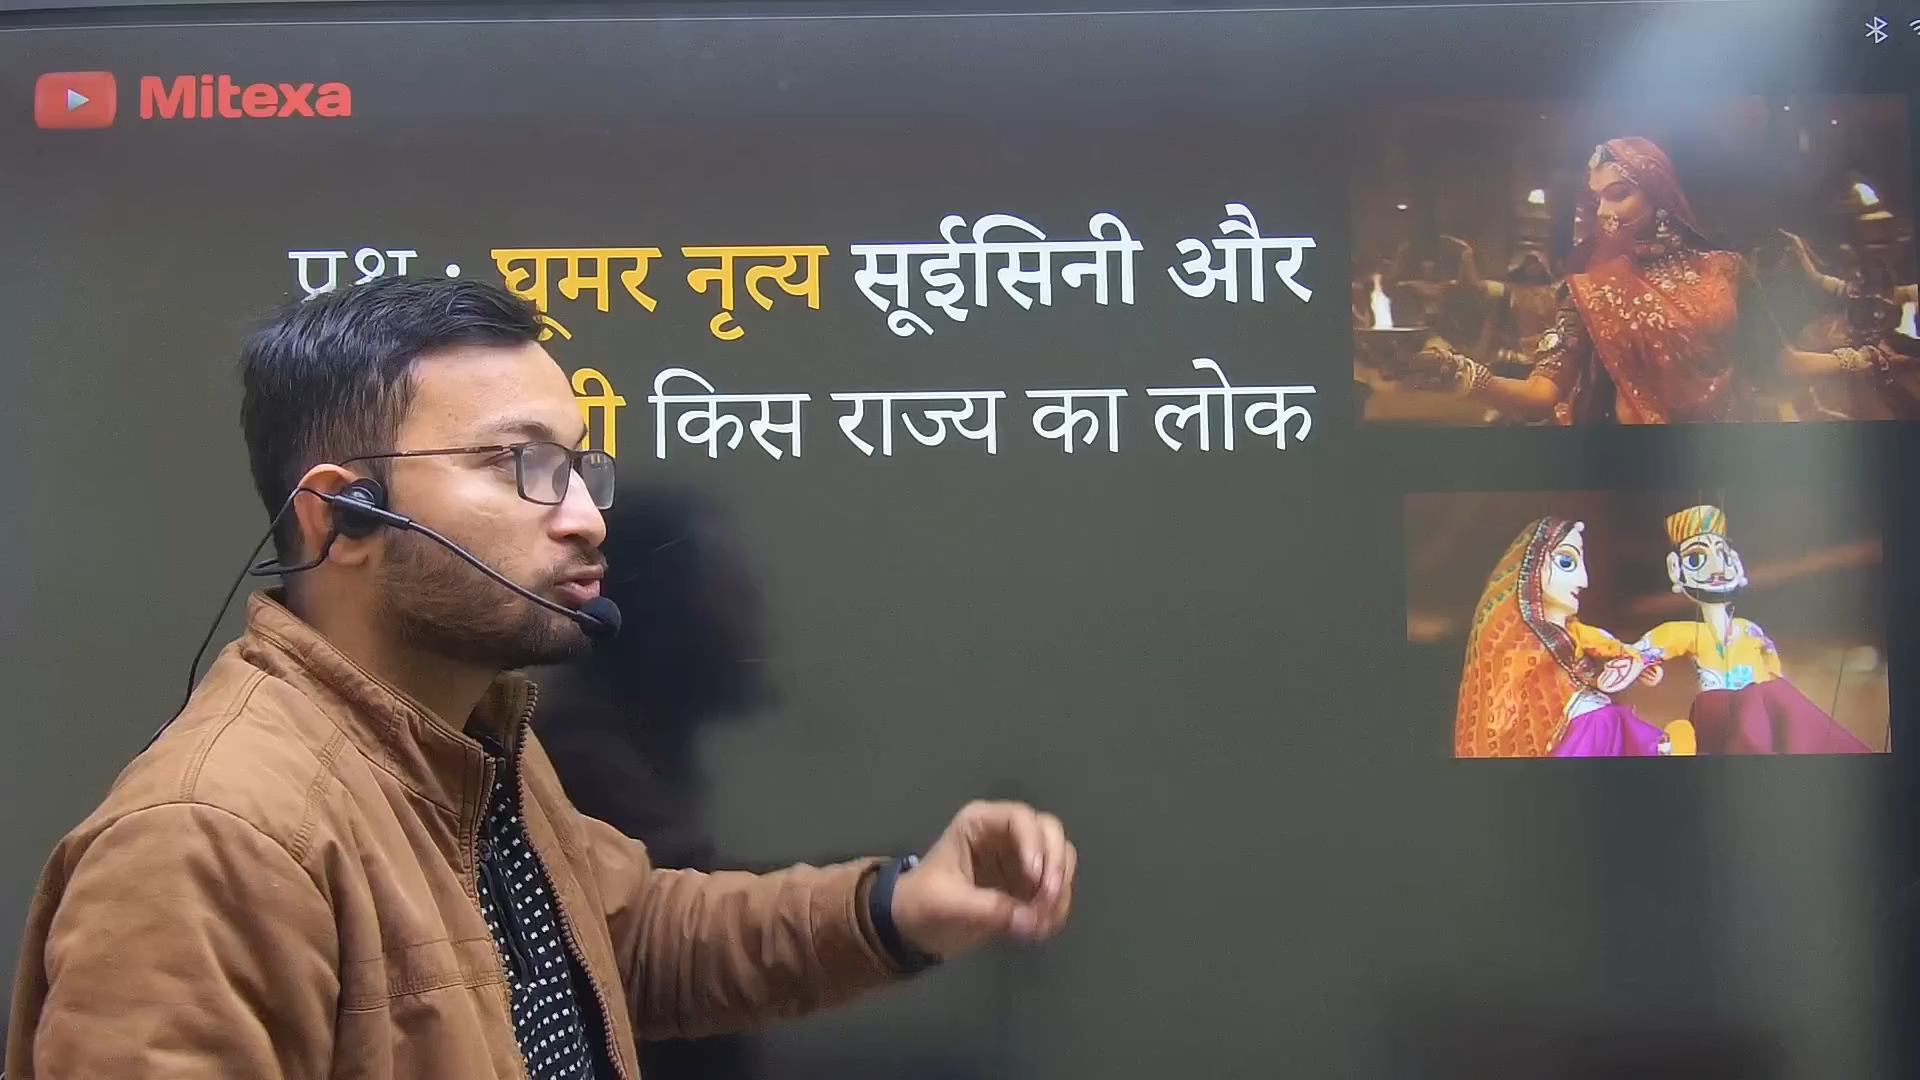 Mitexa
प्रश्न : घूमर नृत्य सूईसिनी और
किस राज्य का लोक